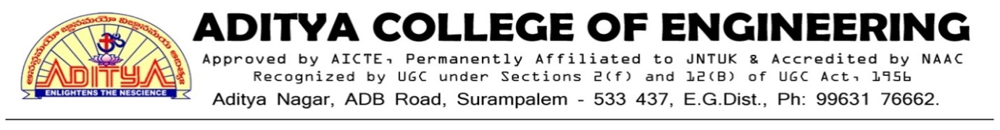 ADITYA
ENLIGHTENS THE NESCIENCE
ADITYA COLLEGE OF ENGINEERING
Approved by AICTE, Permanently Affiliated to JNTUK & Accredited by NAAC
Recognized by UGC under Sections 2(f) and 12(B) of UGC Act, 1956
Aditya Nagar, ADB Road, Surampalem - 533 437, E.G.Dist., Ph: 99631 76662.